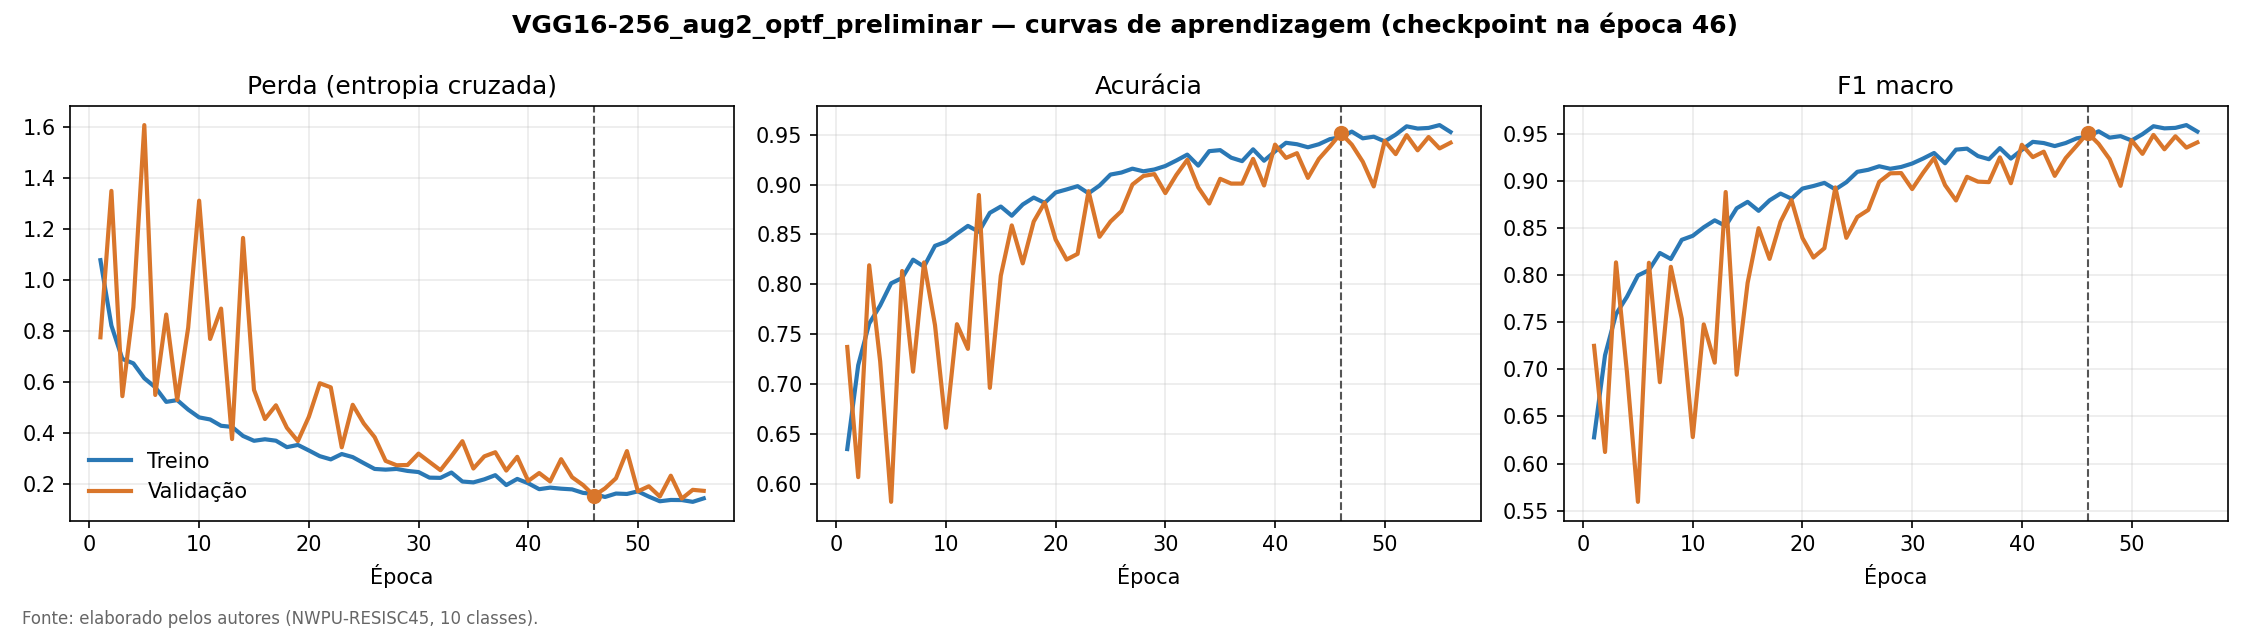 VGG16-256_aug2_optf_preliminar — curvas de aprendizagem (checkpoint na época 46)
Perda (entropia cruzada)
1.6
1.4
1.2
1.0
0.8
0.6
0.4
0.2
Treino
Validação
0 10 20 30 40 50
Época
Acurácia
0.95
0.90
0.85
0.80
0.75
0.70
0.65
0.60
0 10 20 30 40 50
Época
F1 macro
0.95
0.90
0.85
0.80
0.75
0.70
0.65
0.60
0.55
0 10 20 30 40 50
Época
Fonte: elaborado pelos autores (NWPU-RESISC45, 10 classes).